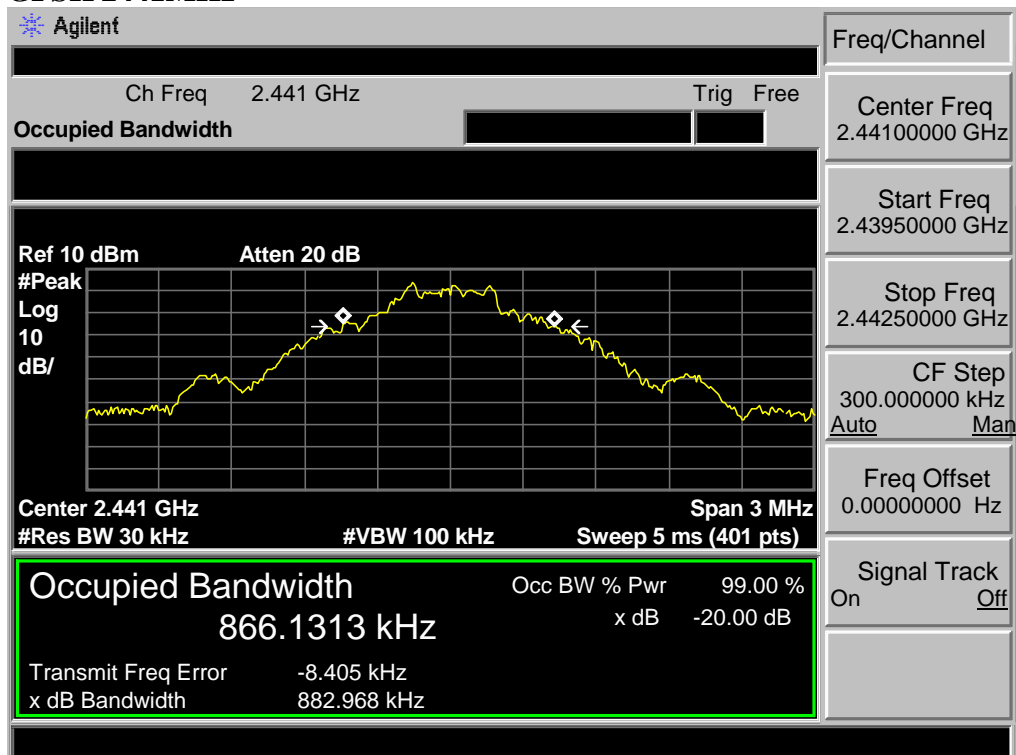 Agilent
Freq/Channel
Ch Freq 2.441 GHz Trig Free
Occupied Bandwidth
Center Freq
2.44100000 GHz
Start Freq
2.43950000 GHz
Ref 10 dBm Atten 20 dB
#Peak
Log
10
dB/
Stop Freq
2.44250000 GHz
CF Step
300.000000 kHz
Auto Man
Center 2.441 GHz Span 3 MHz
#Res BW 30 kHz #VBW 100 kHz Sweep 5 ms (401 pts)
Freq Offset
0.00000000 Hz
Occupied Bandwidth Occ BW % Pwr 99.00 %
866.1313 kHz x dB -20.00 dB
Transmit Freq Error -8.405 kHz
x dB Bandwidth 882.968 kHz
Signal Track
On Off